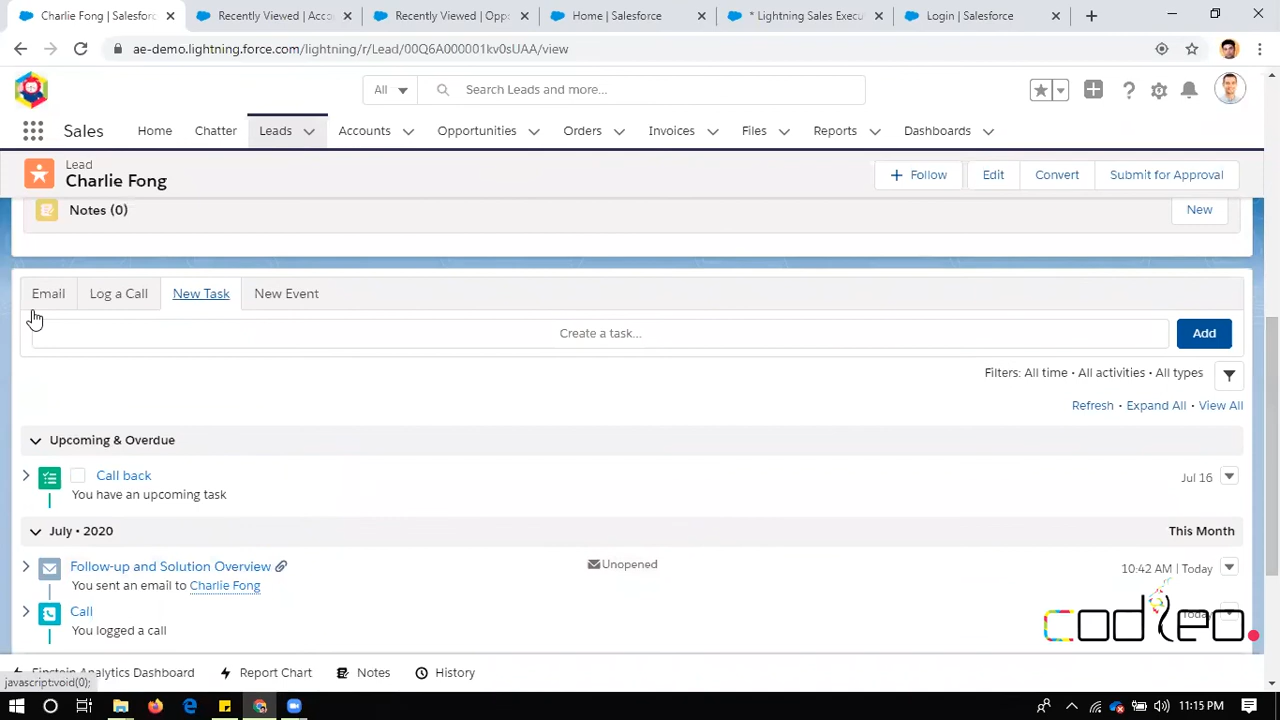 Charlie Fong | Salesforc
Recently Viewed | Acco
Recently Viewed | Opp
Home | Salesforce
* Lightning Sales Execu
Login | Salesforce
ae-demo.lightning.force.com/lightning/r/Lead/00Q6A000001kv0sUAA/view
All
Search Leads and more...
Sales
Home
Chatter
Leads
Accounts
Opportunities
Orders
Invoices
Files
Reports
Dashboards
Lead
Charlie Fong
Follow
Edit
Convert
Submit for Approval
Notes (0)
New
Email
Log a Call
New Task
New Event
Create a task...
Add
Filters: All time • All activities • All types
Refresh • Expand All • View All
Upcoming & Overdue
Call back
Jul 16
You have an upcoming task
July • 2020
This Month
Follow-up and Solution Overview
Unopened
10:42 AM | Today
You sent an email to Charlie Fong
Call
Today
You logged a call
codleo.
Einstein Analytics Dashboard
Report Chart
Notes
History
javascript:void(0);
11:15 PM